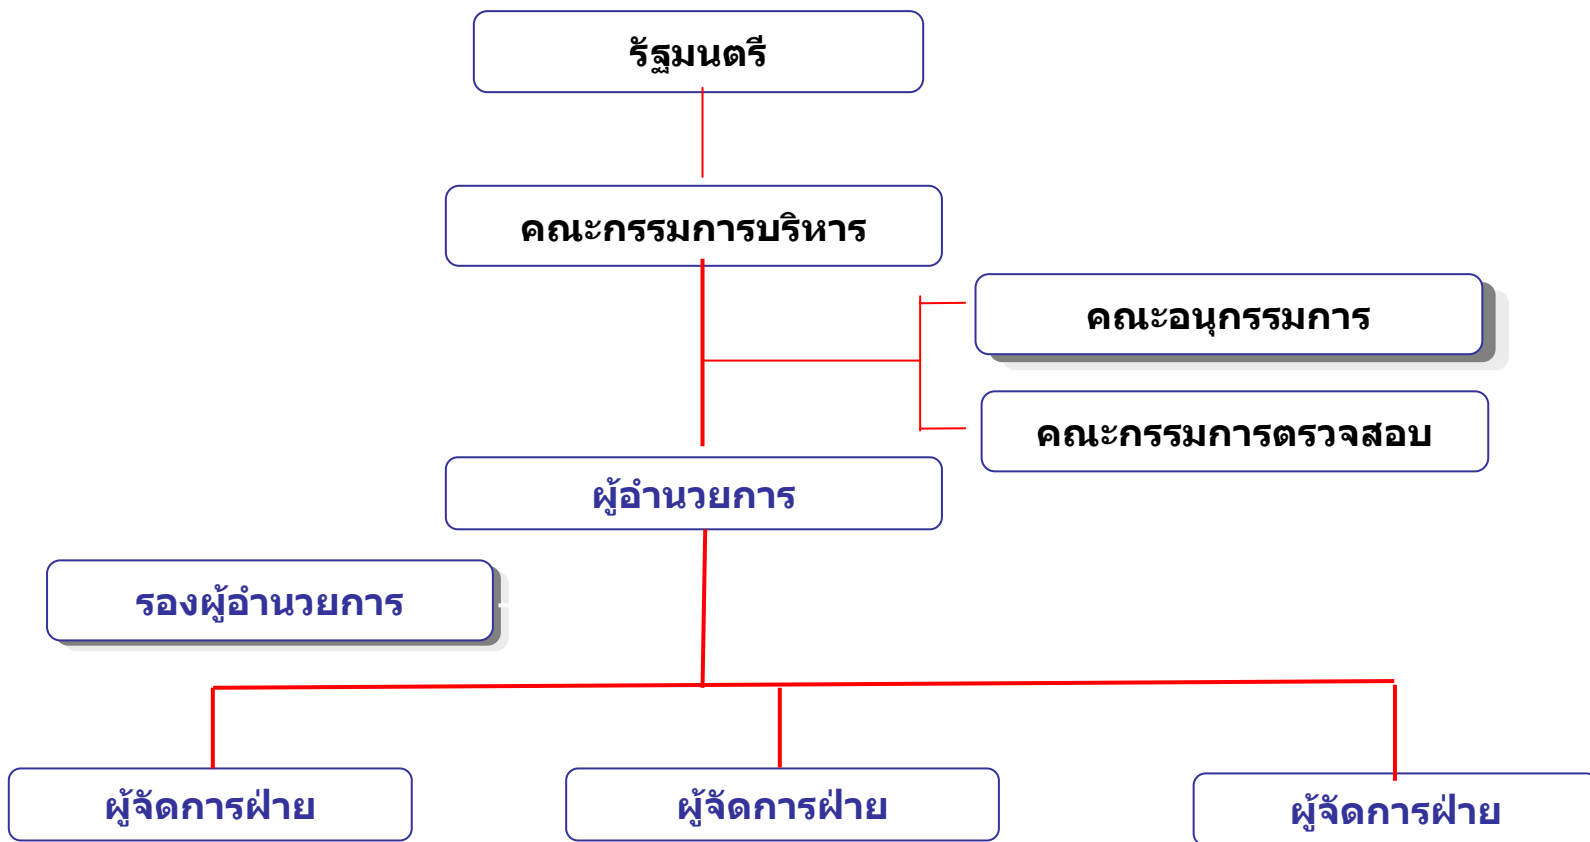 รัฐมนตรี
คณะกรรมการบริหาร
คณะอนุกรรมการ
คณะกรรมการตรวจสอบ
ผู้อำนวยการ
รองผู้อำนวยการ
ผู้จัดการฝ่าย
ผู้จัดการฝ่าย
ผู้จัดการฝ่าย